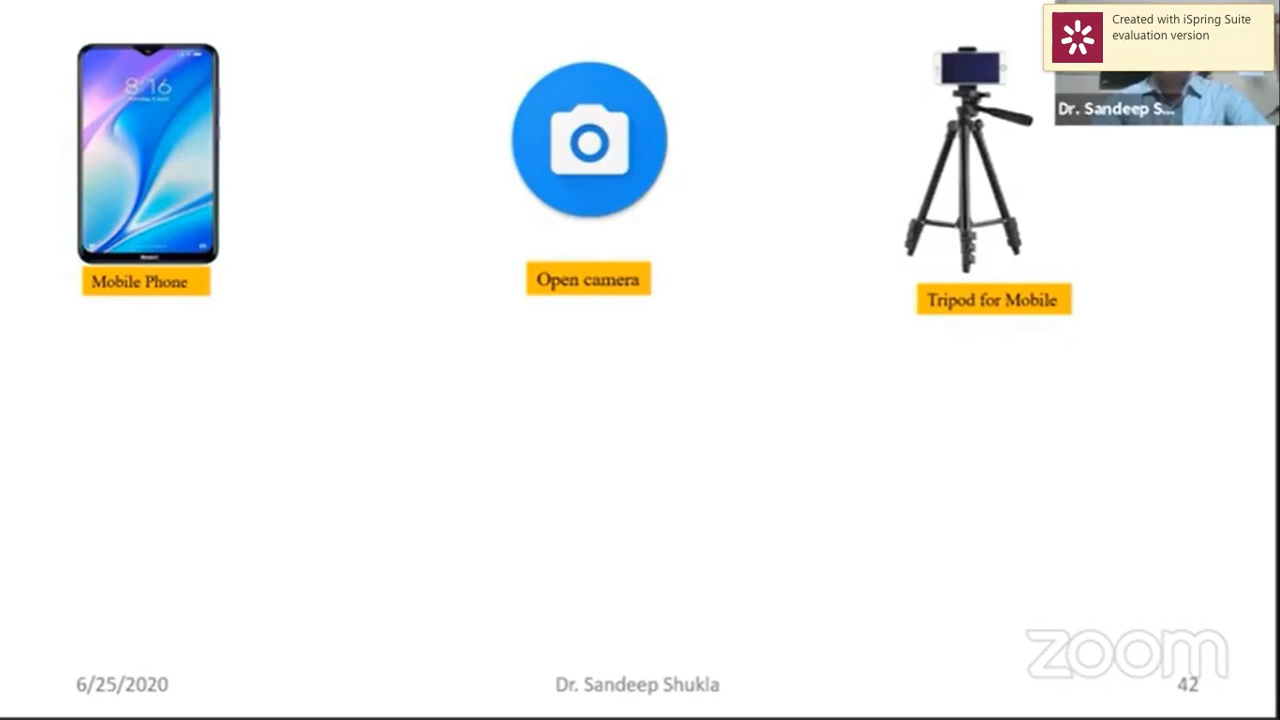 Created with iSpring Suite
evaluation version
Dr. Sandeep S...
8:16
Mobile Phone
Open camera
Tripod for Mobile
zoom
6/25/2020
Dr. Sandeep Shukla
42